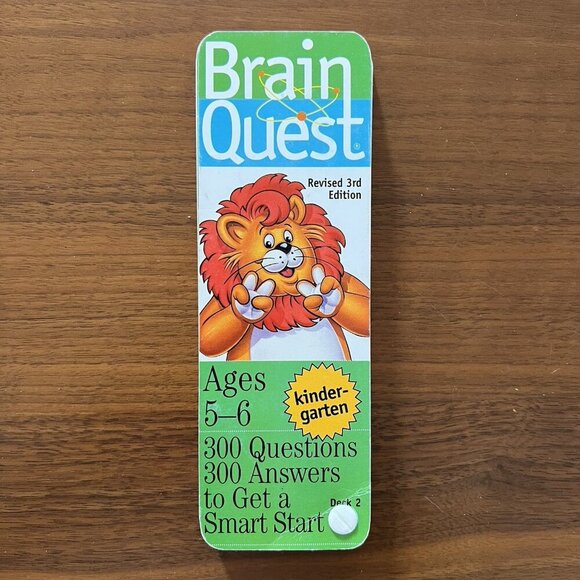 Brain
Quest®
Revised 3rd
Edition
Ages
5–6
kinder-
garten
300 Questions
300 Answers
to Get a
Smart Start
Deck 2